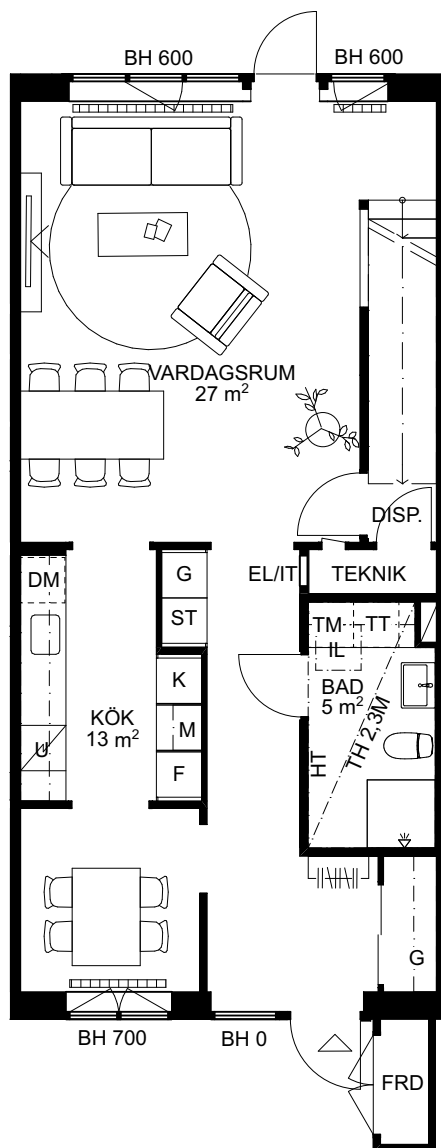 BH 600
BH 600
VARDAGSRUM
27 m²
DISP.
DM
G
EL/IT
TEKNIK
ST
TM
TT
IL
K
BAD
5 m²
KÖK
13 m²
M
TH 2,3M
U
F
HT
G
BH 700
BH 0
FRD